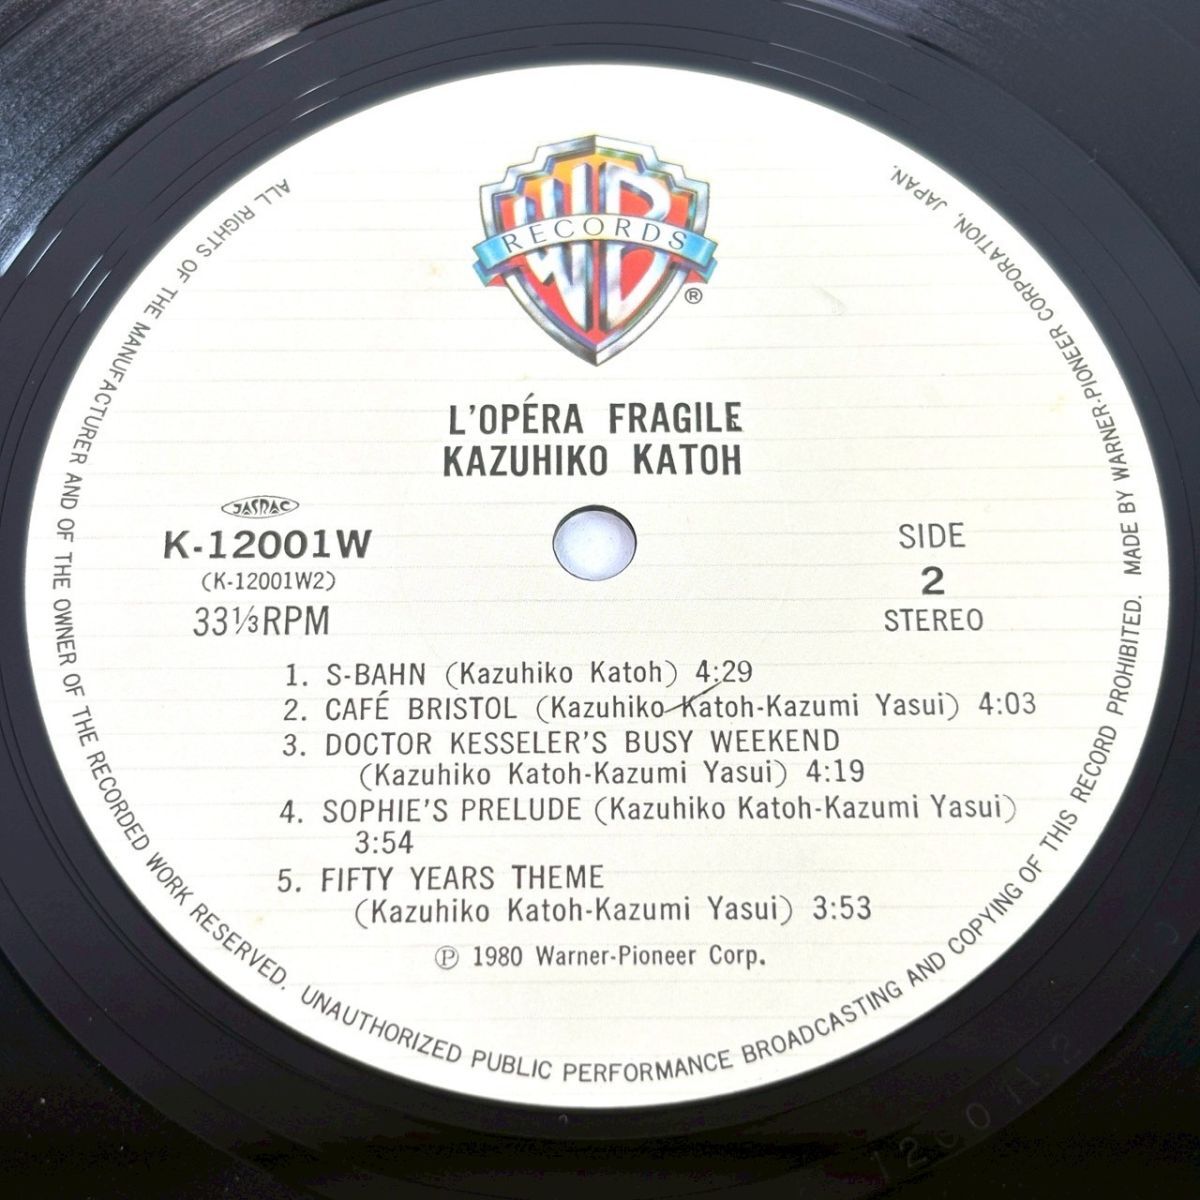 WB
RECORDS
®
L'OPÉRA FRAGILE
KAZUHIKO KATOH
JASRAC
K-12001W
(K-12001W2)
33⅓RPM
SIDE
2
STEREO
1. S-BAHN (Kazuhiko Katoh) 4:29
2. CAFÉ BRISTOL (Kazuhiko Katoh-Kazumi Yasui) 4:03
3. DOCTOR KESSELER'S BUSY WEEKEND
(Kazuhiko Katoh-Kazumi Yasui) 4:19
4. SOPHIE'S PRELUDE (Kazuhiko Katoh-Kazumi Yasui)
3:54
5. FIFTY YEARS THEME
(Kazuhiko Katoh-Kazumi Yasui) 3:53
Ⓟ 1980 Warner-Pioneer Corp.
ALL RIGHTS OF THE MANUFACTURER AND OF THE OWNER OF THE RECORDED WORK RESERVED. UNAUTHORIZED PUBLIC PERFORMANCE BROADCASTING AND COPYING OF THIS RECORD PROHIBITED. MADE BY WARNER-PIONEER CORPORATION, JAPAN.